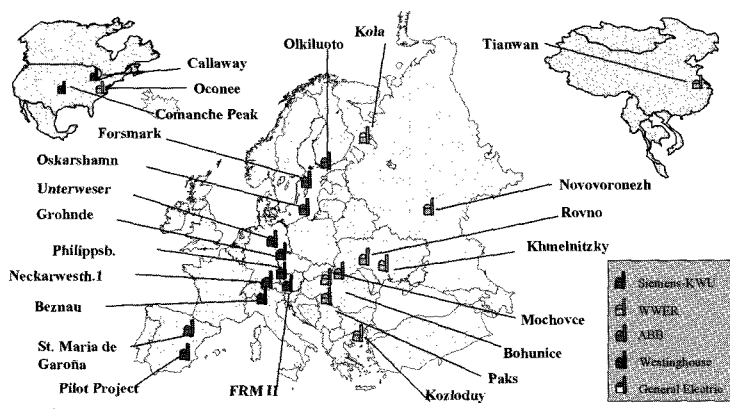 Olkiluoto
Kola
Tianwan
Callaway
Oconee
Comanche Peak
Forsmark
Oskarshamn
Unterweser
Grohnde
Philippsb.
Neckarwesth.1
Beznau
St. Maria de
Garoña
Pilot Project
FRM II
Novovoronezh
Rovno
Khmelnitzky
Mochovce
Bohunice
Paks
Kozloduy
Siemens-KWU
WWER
ABB
Westinghouse
General Electric